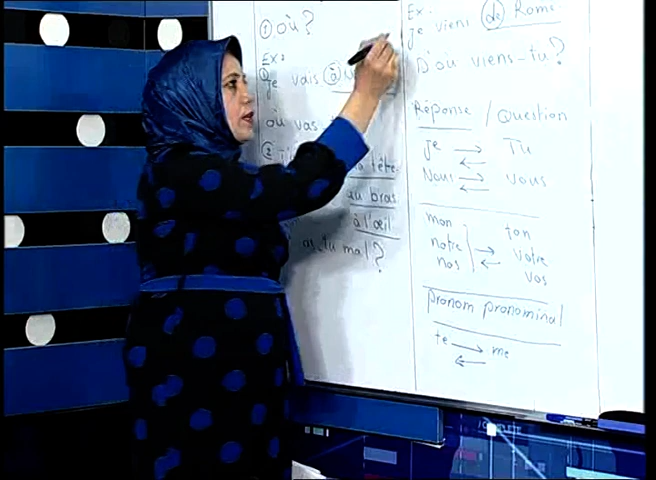 ① où?
Ex:
① Je vais à
où vas
②
la tête.
au bras
à l'œil
as-tu mal?
Ex:
Je viens de Rome.
D'où viens-tu?
Réponse / Question
Je → Tu
←
Nous → vous
←
mon ton
notre → votre
nos ← vos
Pronom pronominal
te → me
←